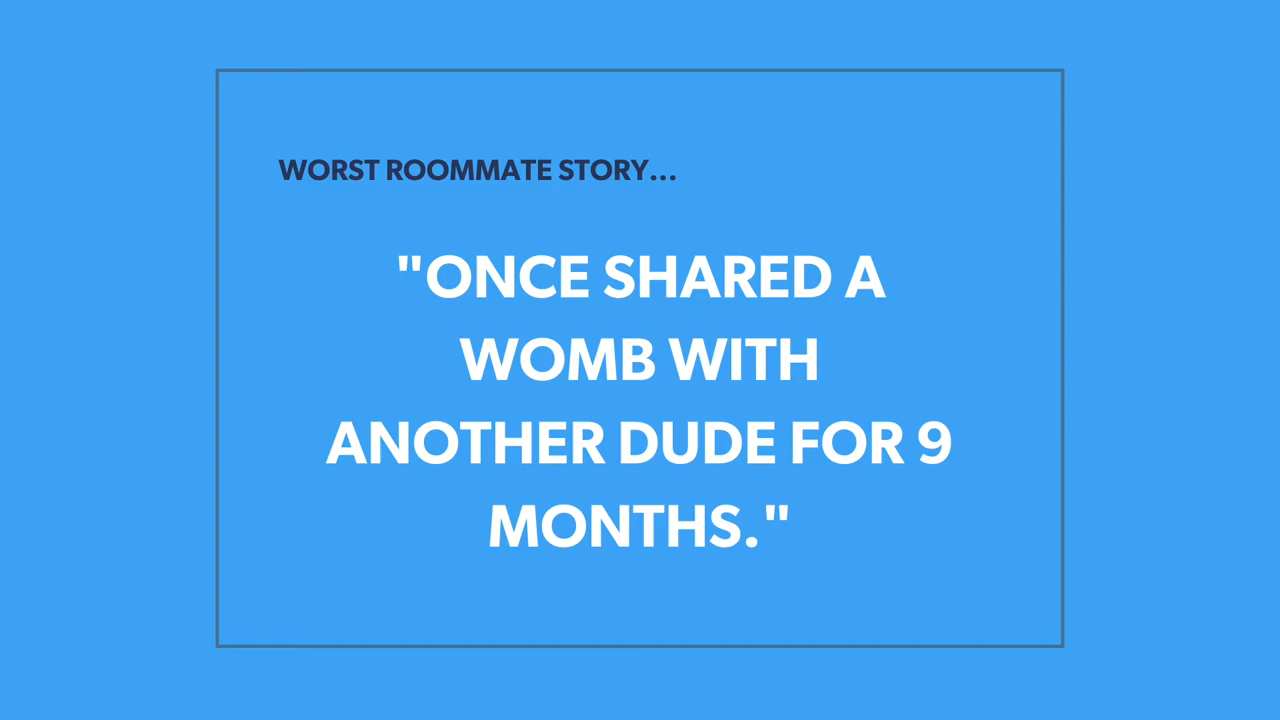 WORST ROOMMATE STORY...
"ONCE SHARED A
WOMB WITH
ANOTHER DUDE FOR 9
MONTHS."